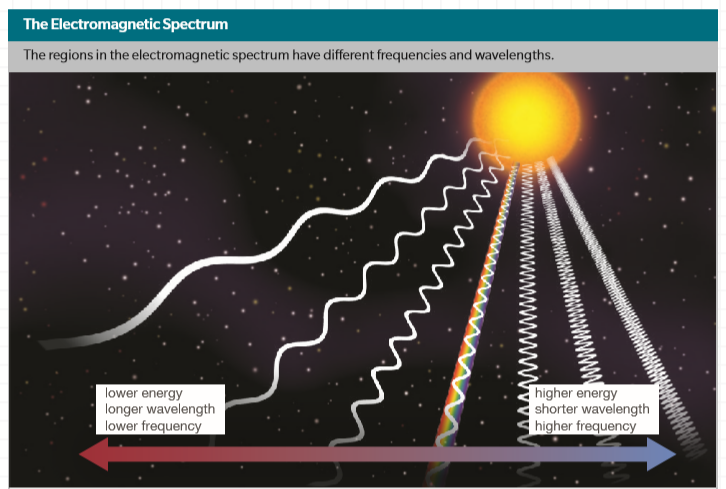 The Electromagnetic Spectrum
The regions in the electromagnetic spectrum have different frequencies and wavelengths.
lower energy
longer wavelength
lower frequency
higher energy
shorter wavelength
higher frequency